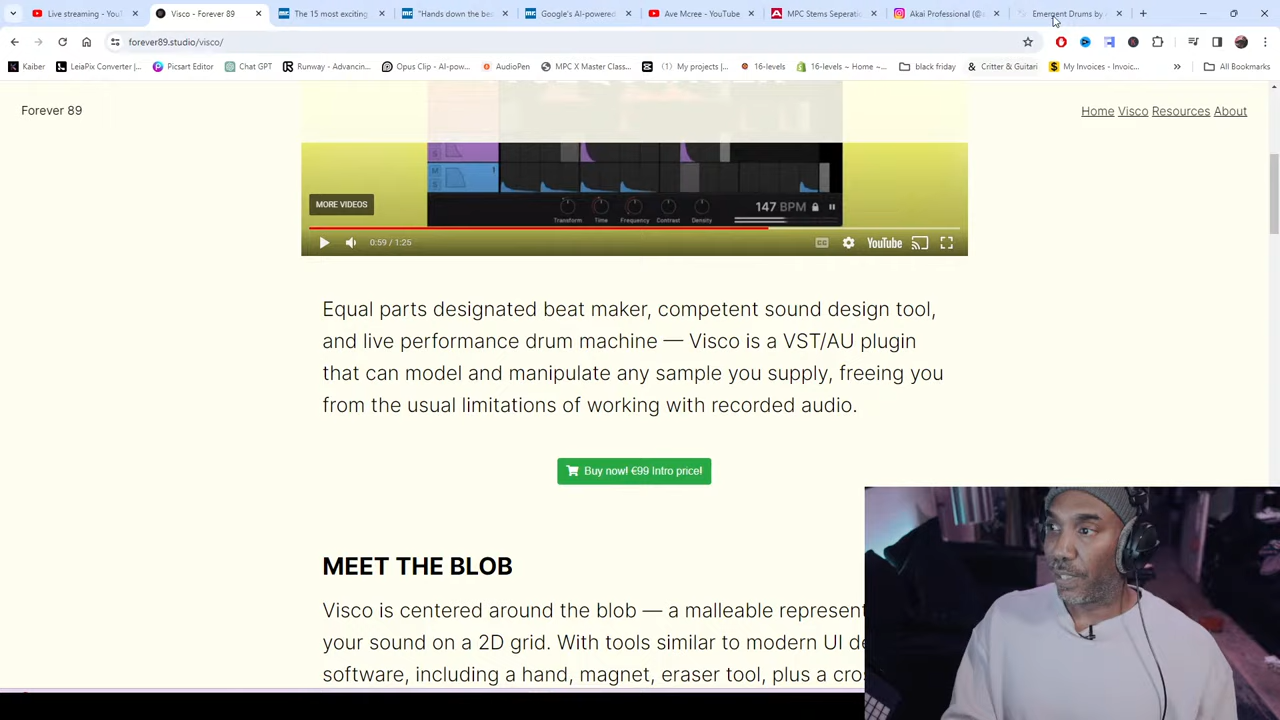 Live streaming - YouT
Visco - Forever 89
The 15 most exciting
"Hands down the be
Google's AI-powered
Ave Mcree - YouTube
MPC Stems Seperatio
Akai Professional (@
Emergent Drums by
forever89.studio/visco/
Kaiber
LeiaPix Converter |...
Picsart Editor
Chat GPT
Runway - Advancin...
Opus Clip - AI-pow...
AudioPen
MPC X Master Class...
(1) My projects |...
16-levels
16-levels ~ Home ~...
black friday
Critter & Guitari
My Invoices - Invoic...
All Bookmarks
Forever 89
Home Visco Resources About
M
S
1
MORE VIDEOS
Transform Time Frequency Contrast Density
147 BPM
0:59 / 1:25
CC
YouTube
Equal parts designated beat maker, competent sound design tool,
and live performance drum machine — Visco is a VST/AU plugin
that can model and manipulate any sample you supply, freeing you
from the usual limitations of working with recorded audio.
Buy now! €99 Intro price!
MEET THE BLOB
Visco is centered around the blob — a malleable represent
your sound on a 2D grid. With tools similar to modern UI de
software, including a hand, magnet, eraser tool, plus a cros